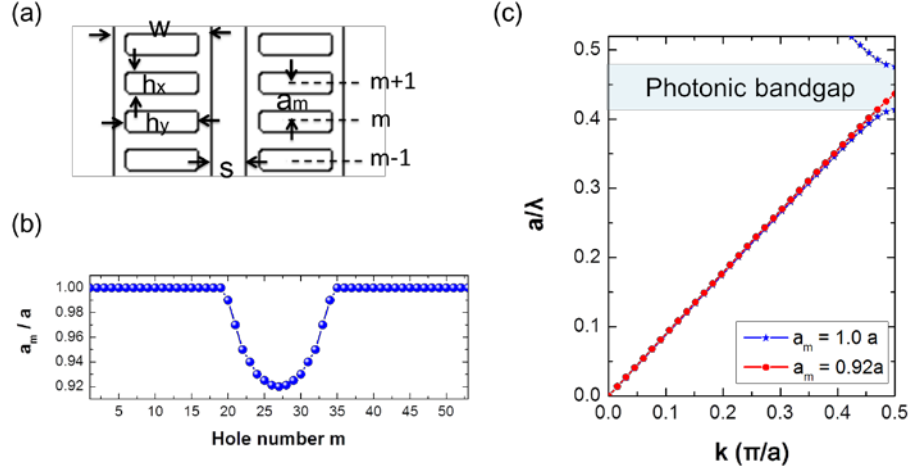 (a)
W
hx
hy
am
s
m+1
m
m-1
(b)
am / a
1.00
0.98
0.96
0.94
0.92
5 10 15 20 25 30 35 40 45 50
Hole number m
(c)
a/λ
0.5
0.4
0.3
0.2
0.1
0.0
Photonic bandgap
am = 1.0 a
am = 0.92a
0.0 0.1 0.2 0.3 0.4 0.5
k (π/a)